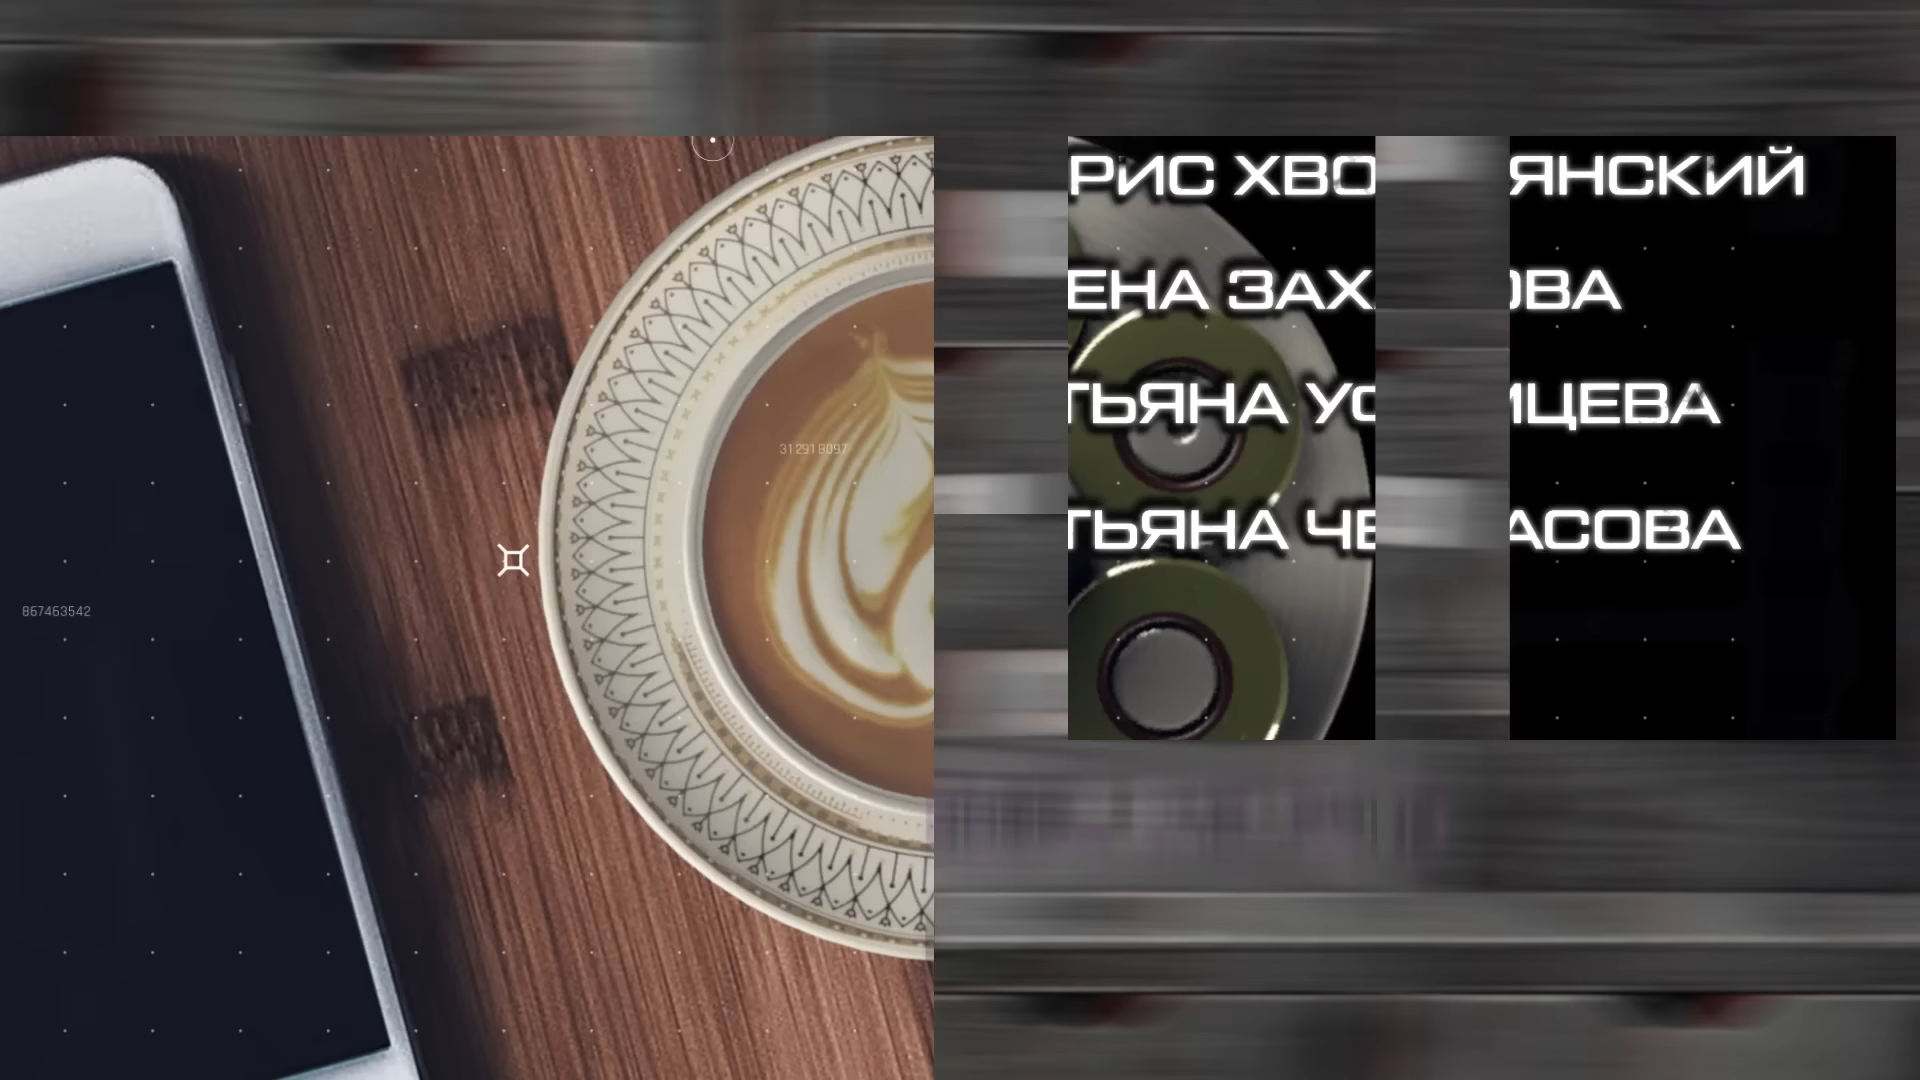 РИС ХВО ЯНСКИЙ
ЕНА ЗАХ ОВА
ТЬЯНА УС ИЦЕВА
ТЬЯНА ЧЕ АСОВА
312918097
867463542